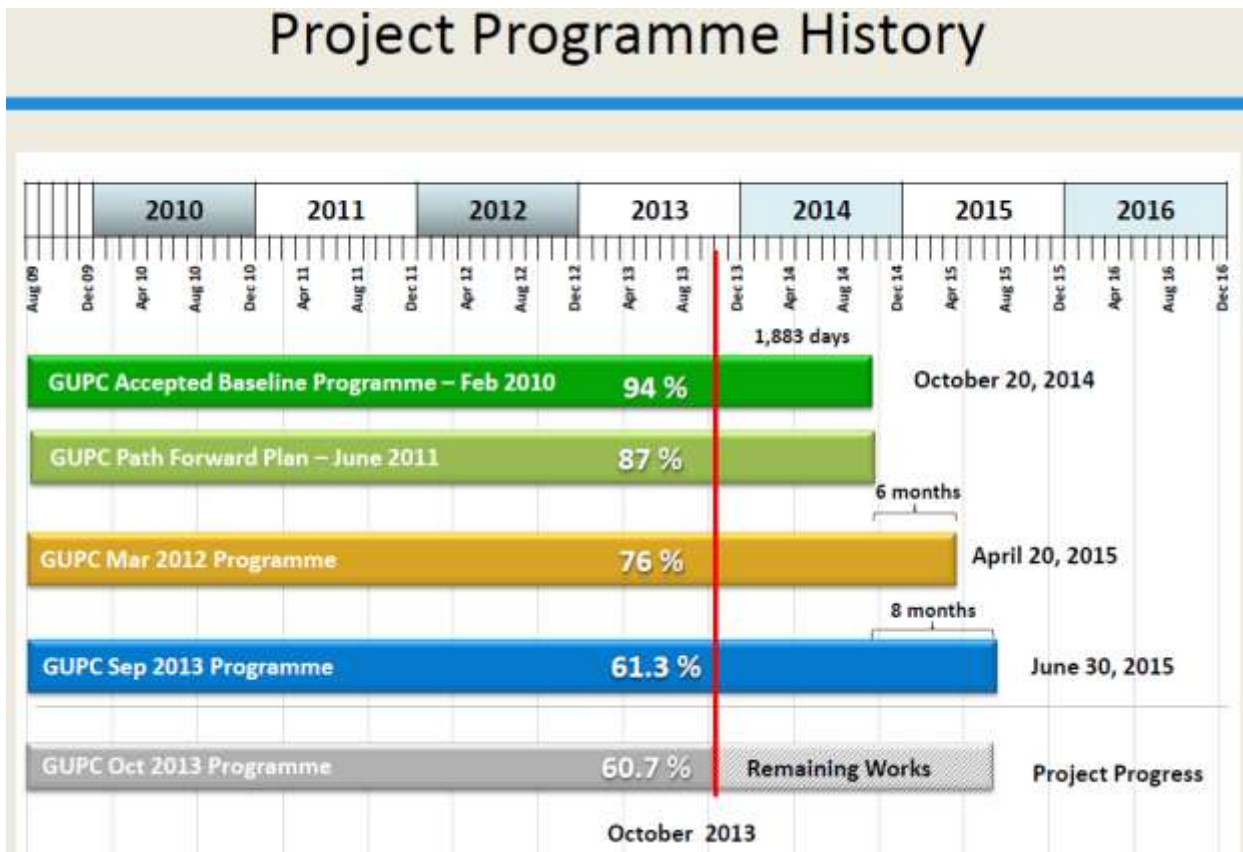 Project Programme History
2010 2011 2012 2013 2014 2015 2016
Aug 09 Dec 09 Apr 10 Aug 10 Dec 10 Apr 11 Aug 11 Dec 11 Apr 12 Aug 12 Dec 12 Apr 13 Aug 13 Dec 13 Apr 14 Aug 14 Dec 14 Apr 15 Aug 15 Dec 15 Apr 16 Aug 16 Dec 16
1,883 days
GUPC Accepted Baseline Programme – Feb 2010 94 % October 20, 2014
GUPC Path Forward Plan – June 2011 87 %
6 months
GUPC Mar 2012 Programme 76 % April 20, 2015
8 months
GUPC Sep 2013 Programme 61.3 % June 30, 2015
GUPC Oct 2013 Programme 60.7 % Remaining Works Project Progress
October 2013